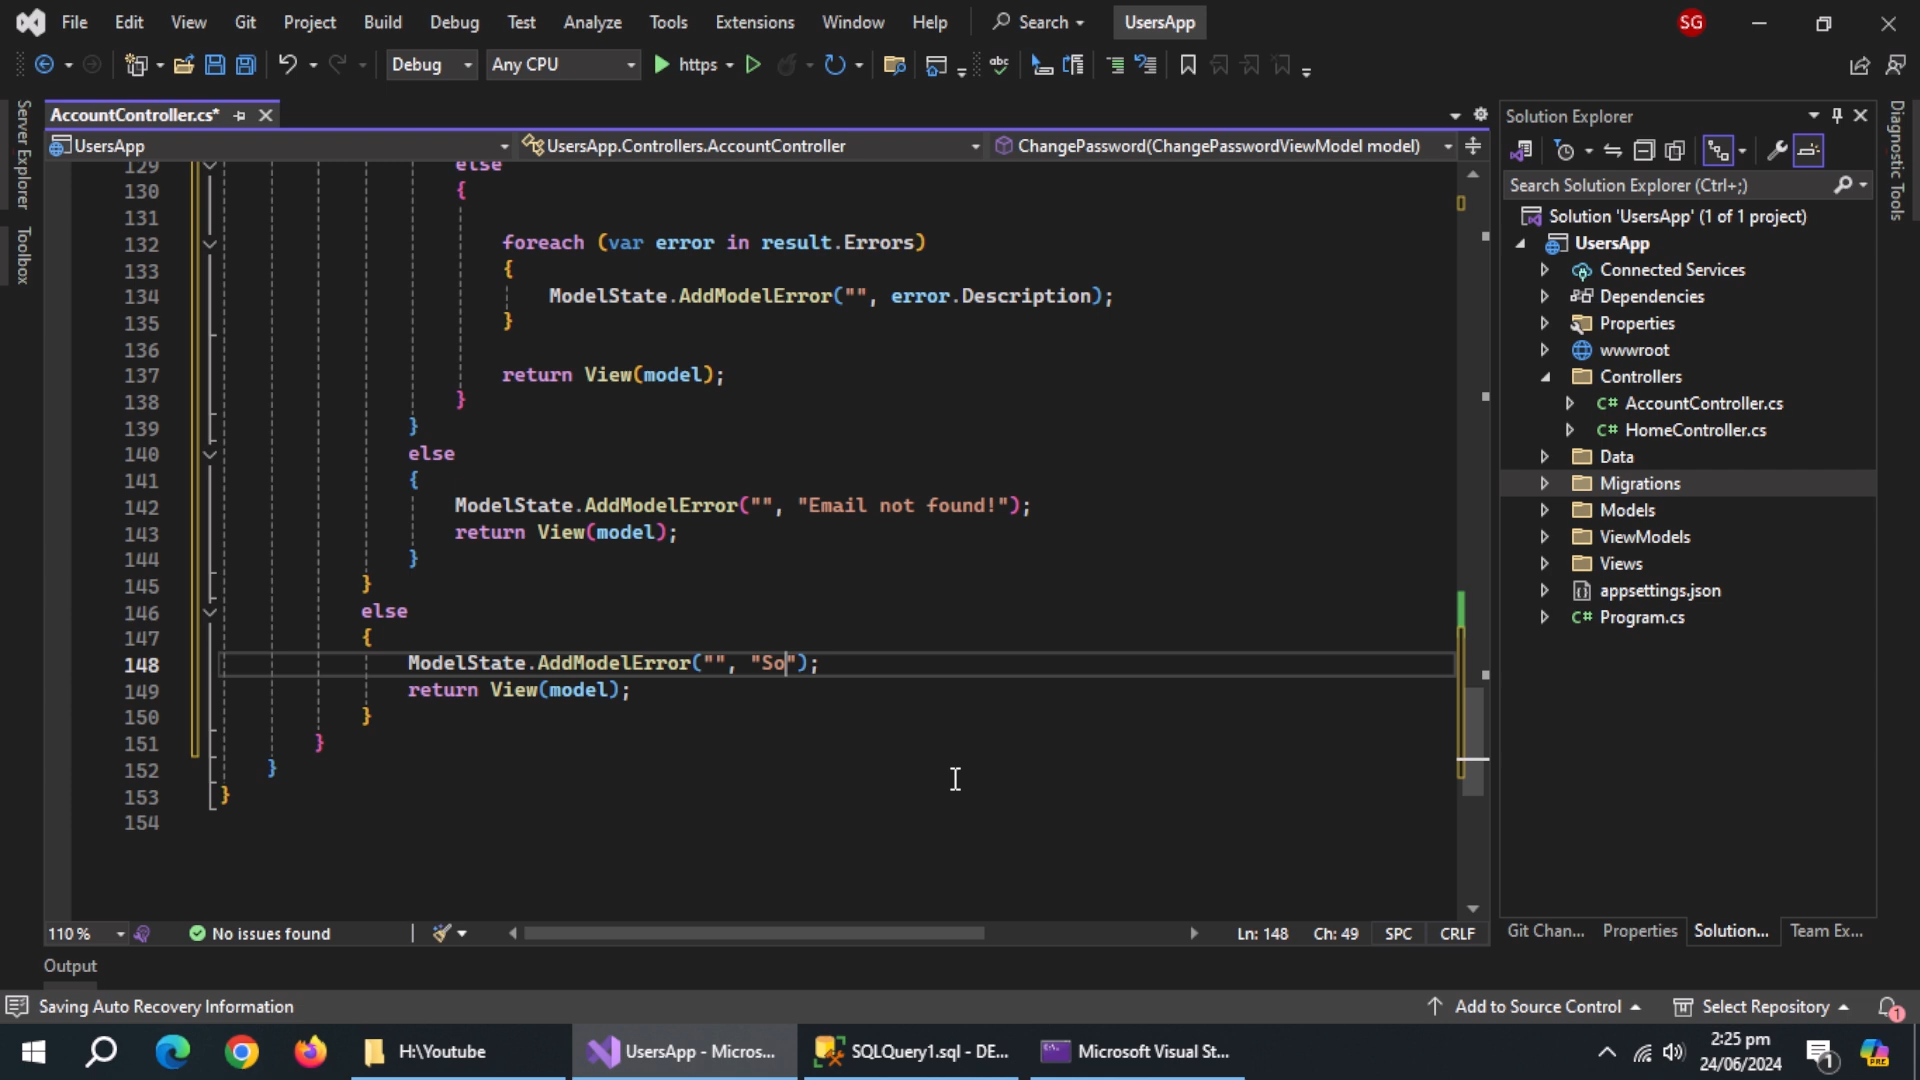 File Edit View Git Project Build Debug Test Analyze Tools Extensions Window Help Search UsersApp SG
Debug Any CPU https
Server Explorer
Toolbox
AccountController.cs*
UsersApp UsersApp.Controllers.AccountController ChangePassword(ChangePasswordViewModel model)
129 else
130 {
131
132 foreach (var error in result.Errors)
133 {
134 ModelState.AddModelError("", error.Description);
135 }
136
137 return View(model);
138 }
139 }
140 else
141 {
142 ModelState.AddModelError("", "Email not found!");
143 return View(model);
144 }
145 }
146 else
147 {
148 ModelState.AddModelError("", "So");
149 return View(model);
150 }
151 }
152 }
153 }
154
110 % No issues found Ln: 148 Ch: 49 SPC CRLF
Solution Explorer
Search Solution Explorer (Ctrl+;)
Solution 'UsersApp' (1 of 1 project)
UsersApp
Connected Services
Dependencies
Properties
wwwroot
Controllers
C# AccountController.cs
C# HomeController.cs
Data
Migrations
Models
ViewModels
Views
appsettings.json
C# Program.cs
Git Chan... Properties Solution... Team Ex...
Diagnostic Tools
Output
Saving Auto Recovery Information Add to Source Control Select Repository 1
H:\Youtube UsersApp - Micros... SQLQuery1.sql - DE... Microsoft Visual St... 2:25 pm
24/06/2024 1 PRE